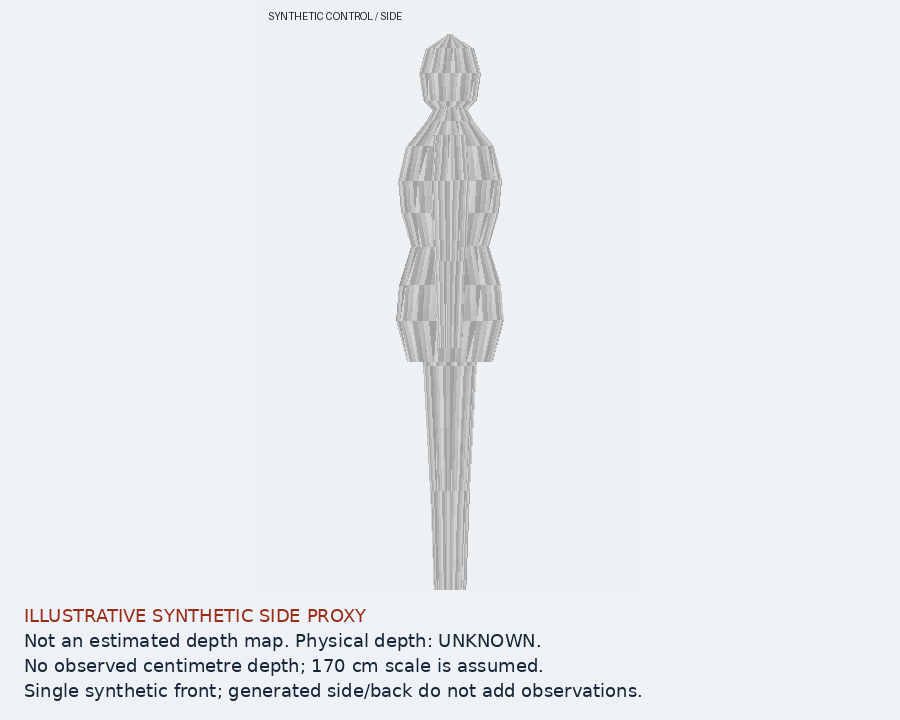 SYNTHETIC CONTROL / SIDE
ILLUSTRATIVE SYNTHETIC SIDE PROXY
Not an estimated depth map. Physical depth: UNKNOWN.
No observed centimetre depth; 170 cm scale is assumed.
Single synthetic front; generated side/back do not add observations.